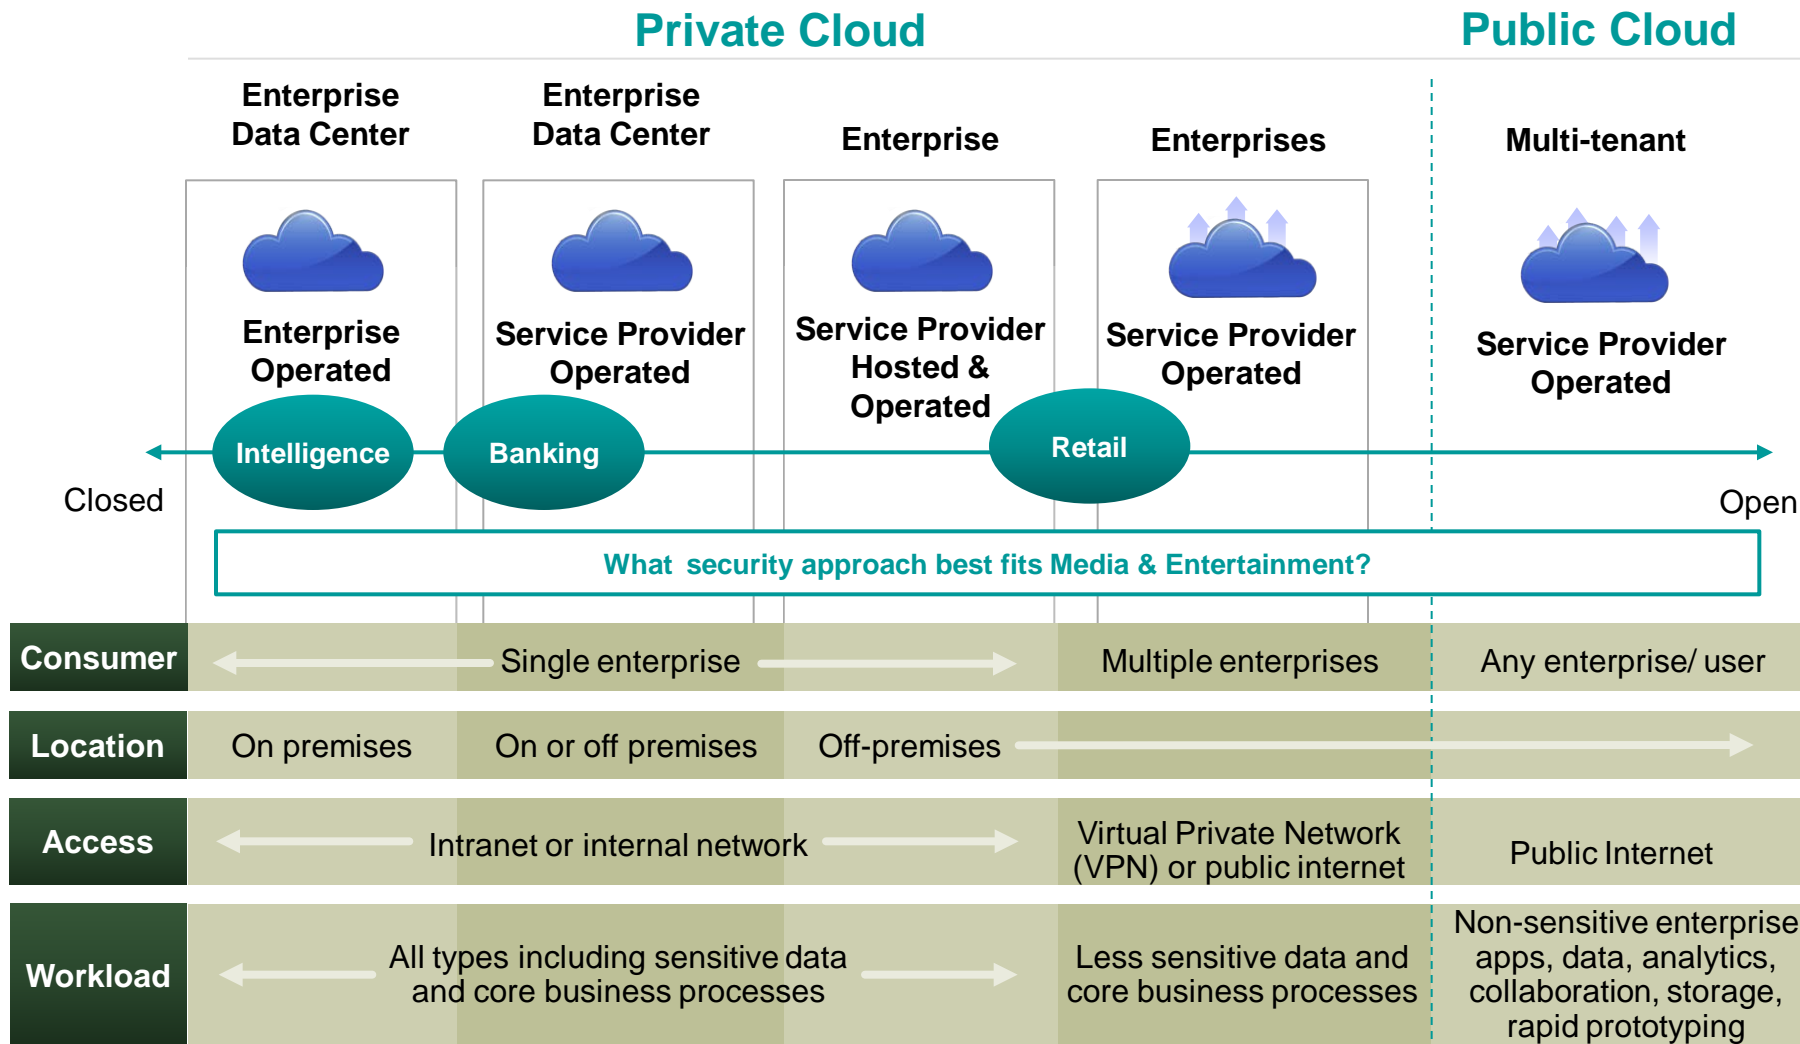 Private Cloud
Public Cloud
Enterprise
Data Center
Enterprise
Data Center
Enterprise
Enterprises
Multi-tenant
Enterprise
Operated
Service Provider
Operated
Service Provider
Hosted &
Operated
Service Provider
Operated
Service Provider
Operated
Intelligence
Banking
Retail
Closed
Open
What security approach best fits Media & Entertainment?
Consumer
Single enterprise
Multiple enterprises
Any enterprise/ user
Location
On premises
On or off premises
Off-premises
Access
Intranet or internal network
Virtual Private Network
(VPN) or public internet
Public Internet
Workload
All types including sensitive data
and core business processes
Less sensitive data and
core business processes
Non-sensitive enterprise
apps, data, analytics,
collaboration, storage,
rapid prototyping